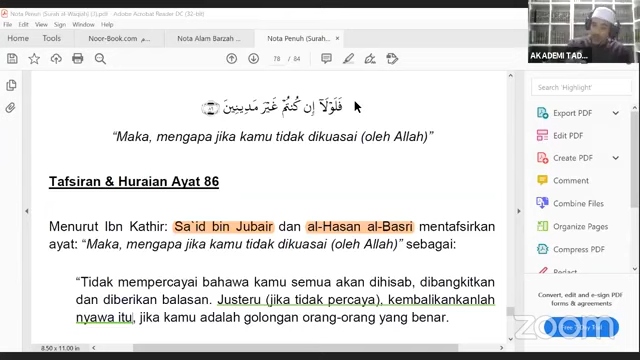 Nota Penuh (Surah al-Waqiah) (J).pdf - Adobe Acrobat Reader DC (32-bit)
File Edit View Sign Window Help
Home Tools Noor-Book.com م... Nota Alam Barzah ... Nota Penuh (Surah... ×
78 / 84
AKADEMI TAD...
فَلَوْلَآ إِن كُنتُمْ غَيْرَ مَدِينِينَ
“Maka, mengapa jika kamu tidak dikuasai (oleh Allah)”
Tafsiran & Huraian Ayat 86
Menurut Ibn Kathir: Sa`id bin Jubair dan al-Hasan al-Basri mentafsirkan
ayat: “Maka, mengapa jika kamu tidak dikuasai (oleh Allah)” sebagai:
“Tidak mempercayai bahawa kamu semua akan dihisab, dibangkitkan
dan diberikan balasan. Justeru (jika tidak percaya), kembalikankanlah
nyawa itu, jika kamu adalah golongan orang-orang yang benar.
8.50 x 11.00 in
Search 'Highlight'
Export PDF
Edit PDF
Create PDF
Comment
Combine Files
Organize Pages
Compress PDF
Redact
Convert, edit and e-sign PDF
forms & agreements
Free 7-Day Trial
zoom